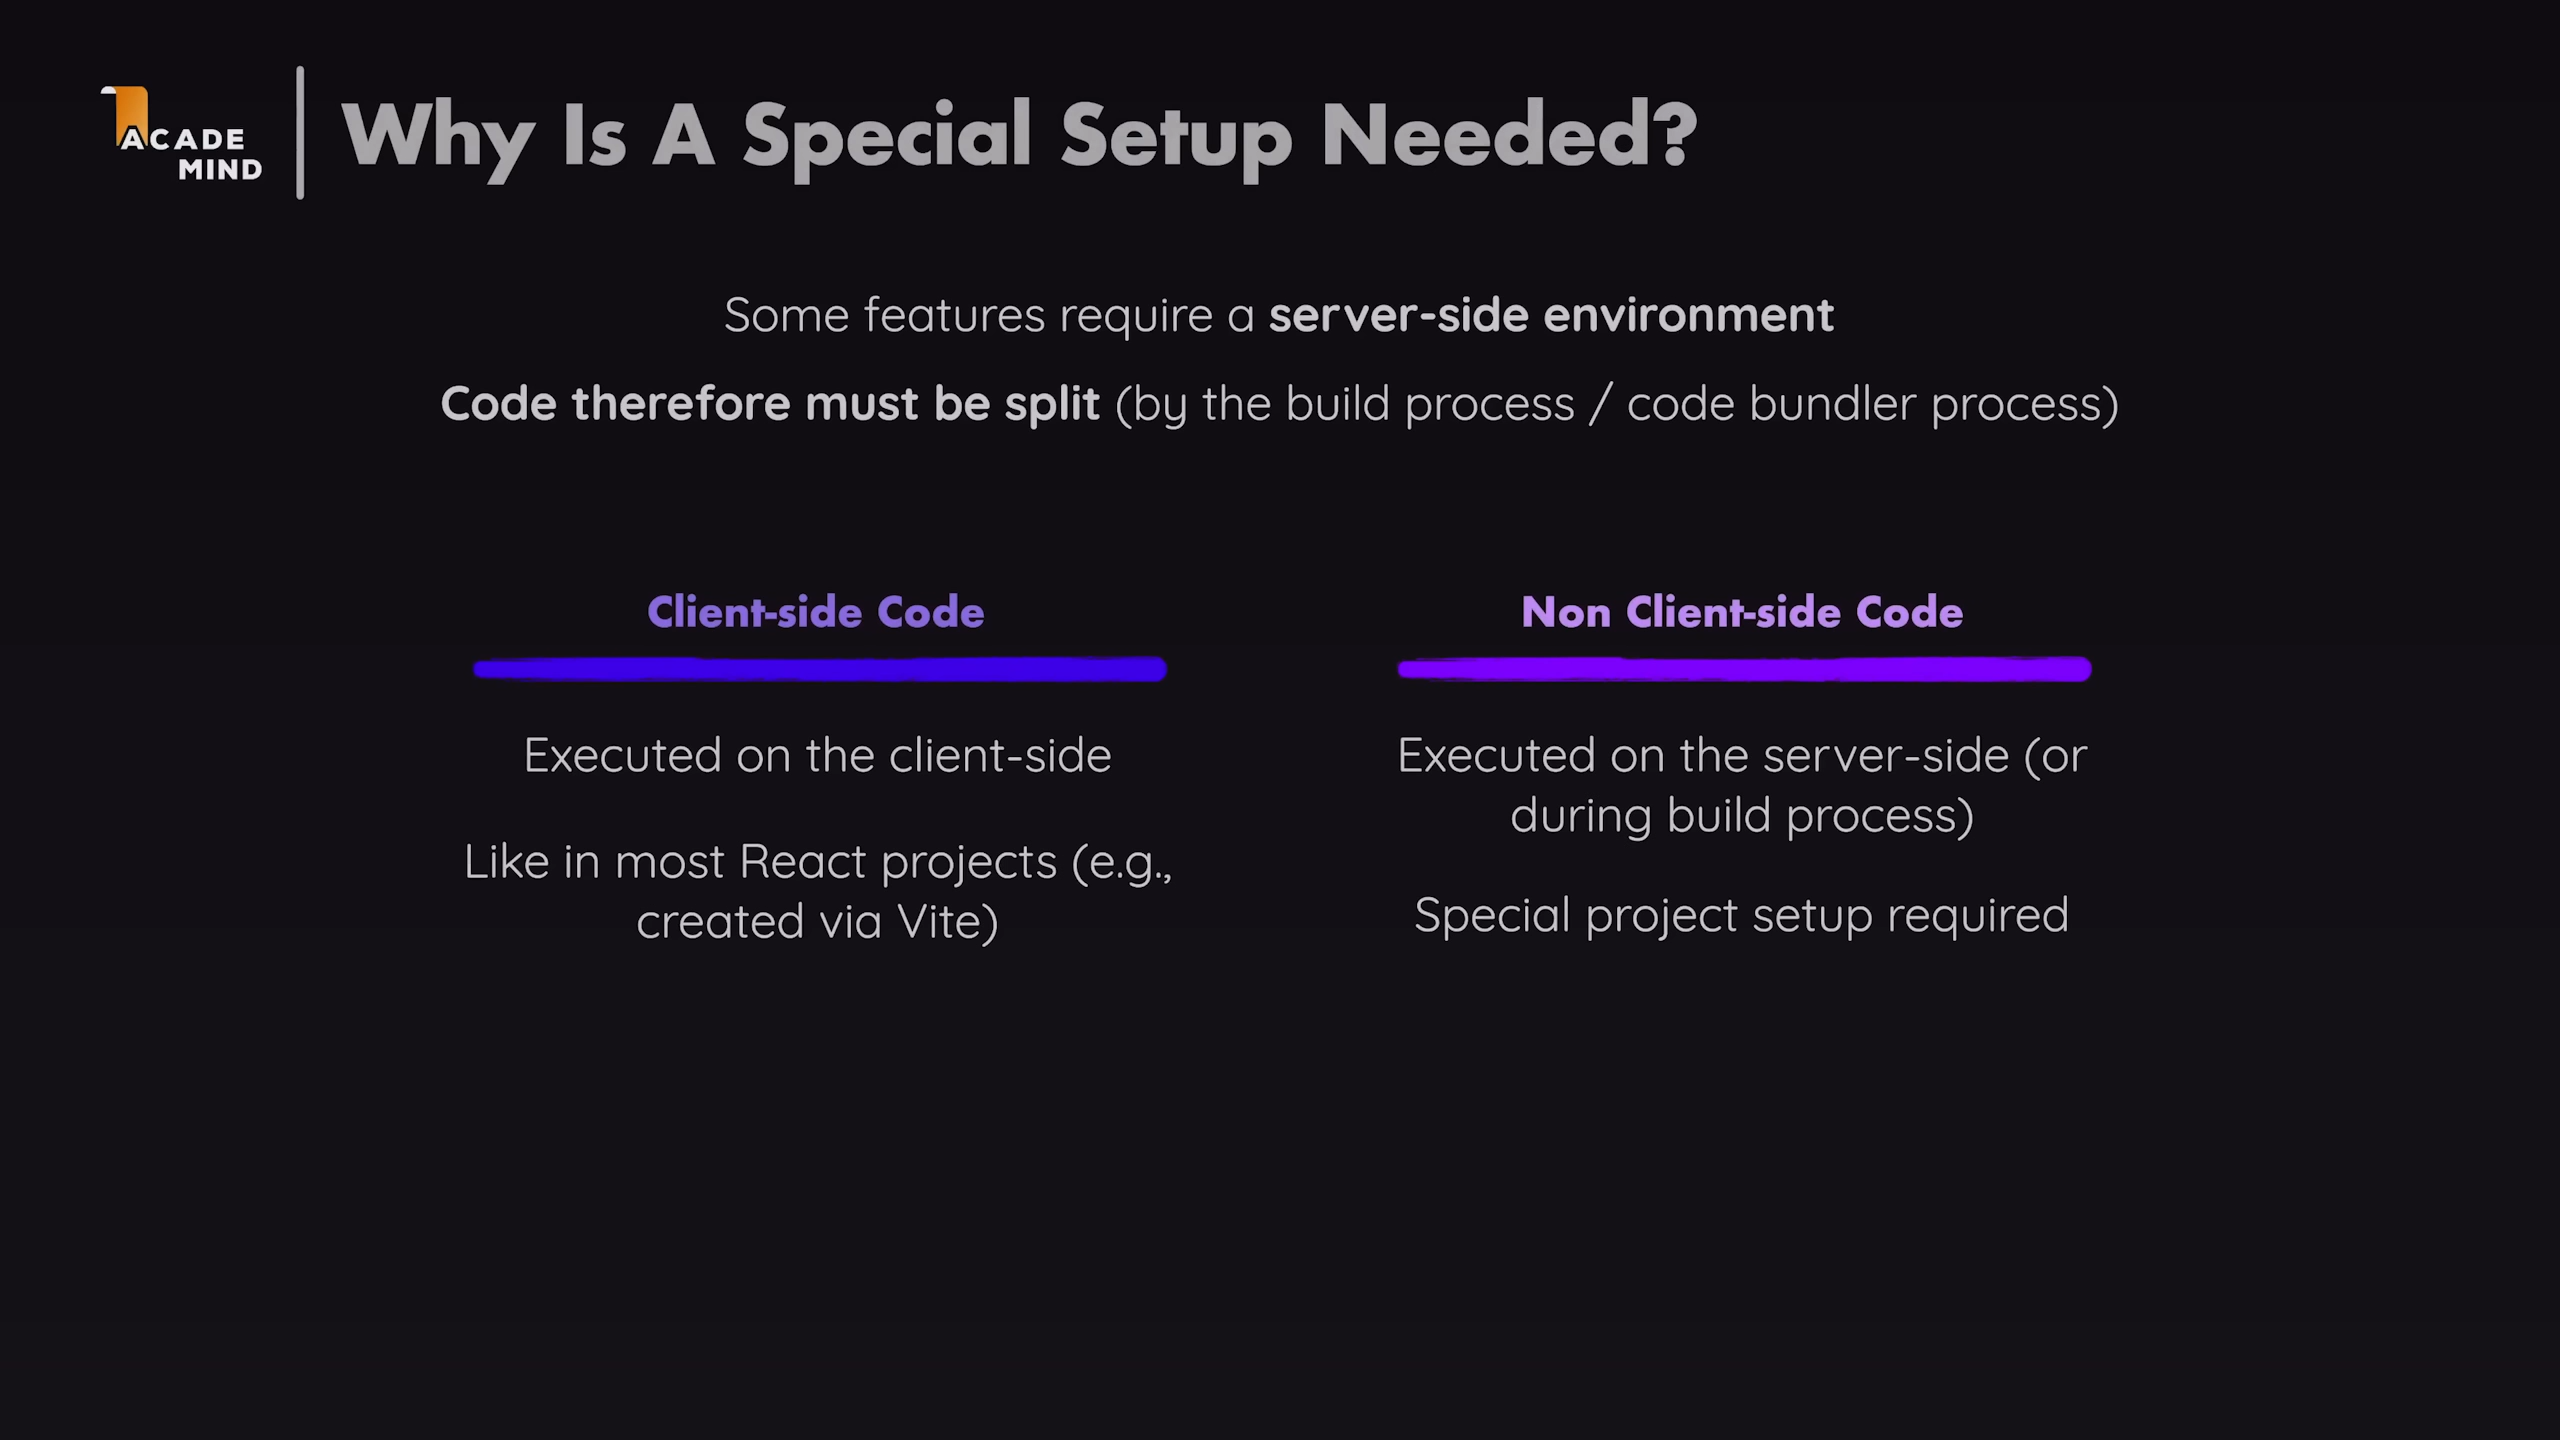 ACADE
MIND
Why Is A Special Setup Needed?
Some features require a server-side environment
Code therefore must be split (by the build process / code bundler process)
Client-side Code
Executed on the client-side
Like in most React projects (e.g.,
created via Vite)
Non Client-side Code
Executed on the server-side (or
during build process)
Special project setup required